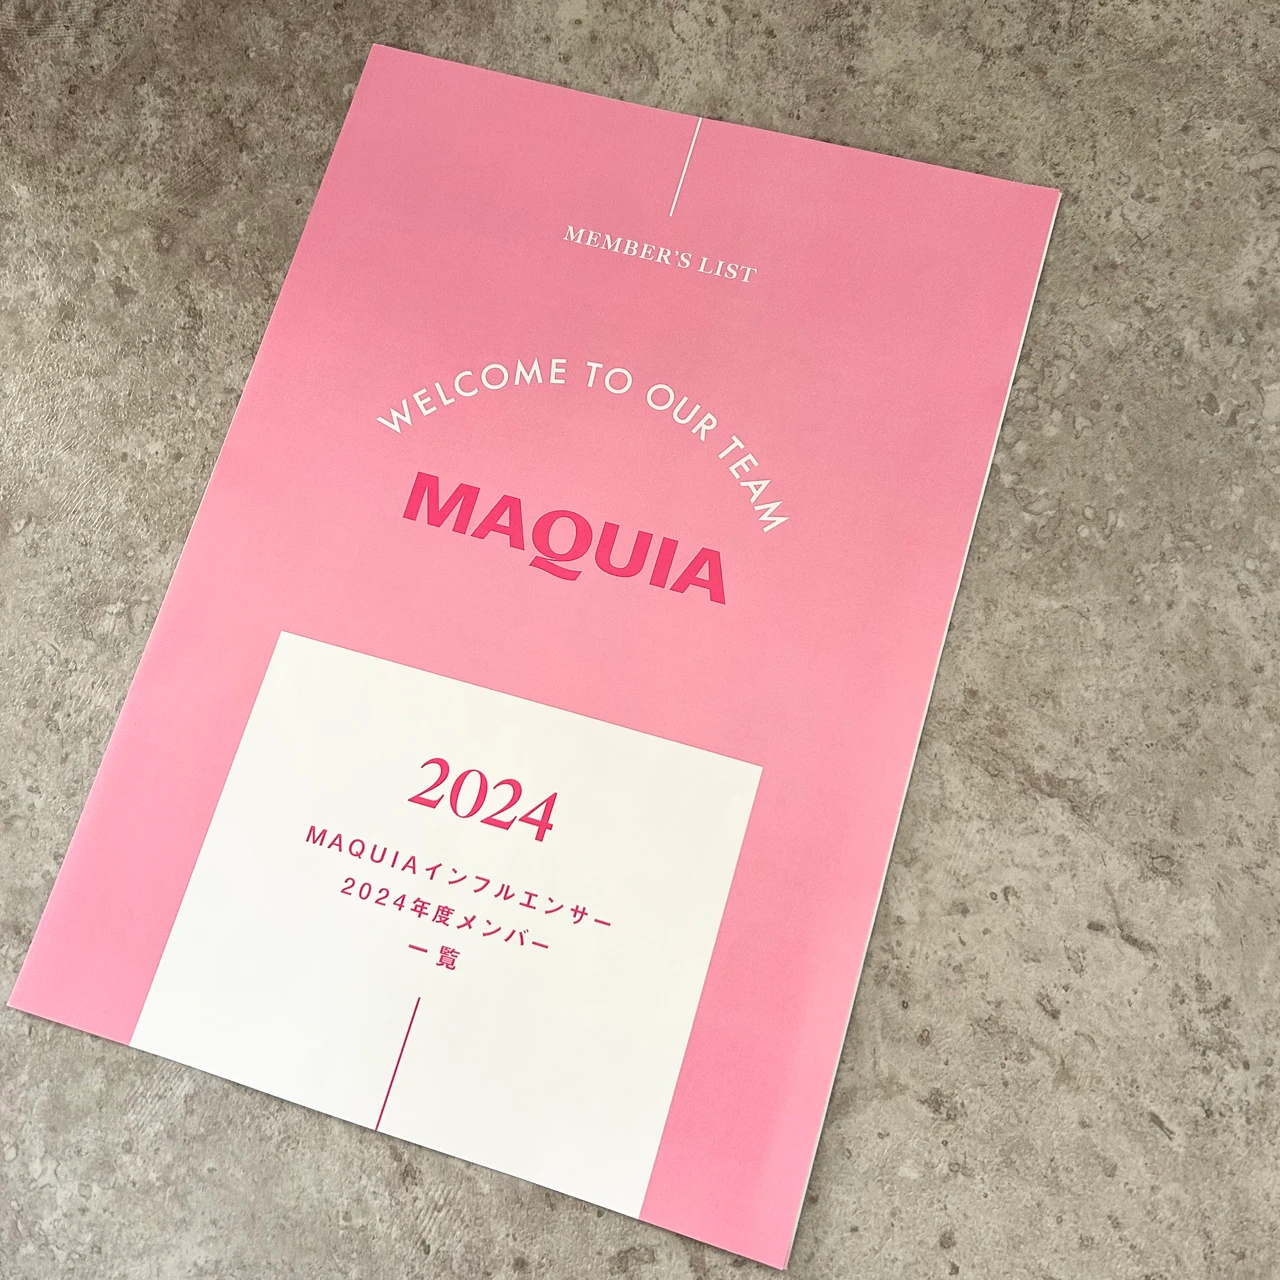 MEMBER'S LIST
WELCOME TO OUR TEAM
MAQUIA
2024
MAQUIAインフルエンサー
2024年度メンバー
一覧